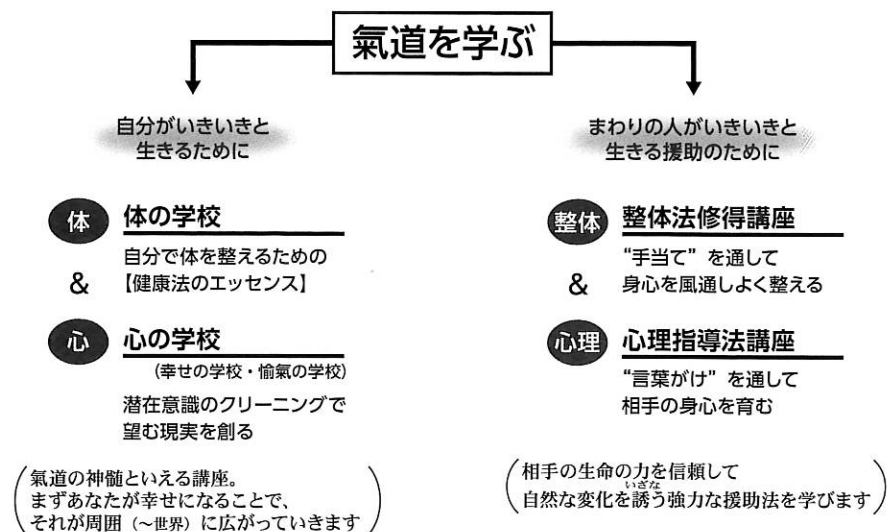 氣道を学ぶ
自分がいきいきと
生きるために
体 体の学校
自分で体を整えるための
& 【健康法のエッセンス】
心 心の学校
(幸せの学校・愉氣の学校)
潜在意識のクリーニングで
望む現実を創る
氣道の神髄といえる講座。
まずあなたが幸せになることで、
それが周囲（～世界）に広がっていきます
まわりの人がいきいきと
生きる援助のために
整体 整体法修得講座
“手当て”を通して
& 身心を風通しよく整える
心理 心理指導法講座
“言葉がけ”を通して
相手の身心を育む
相手の生命の力を信頼して
いざな
自然な変化を誘う強力な援助法を学びます